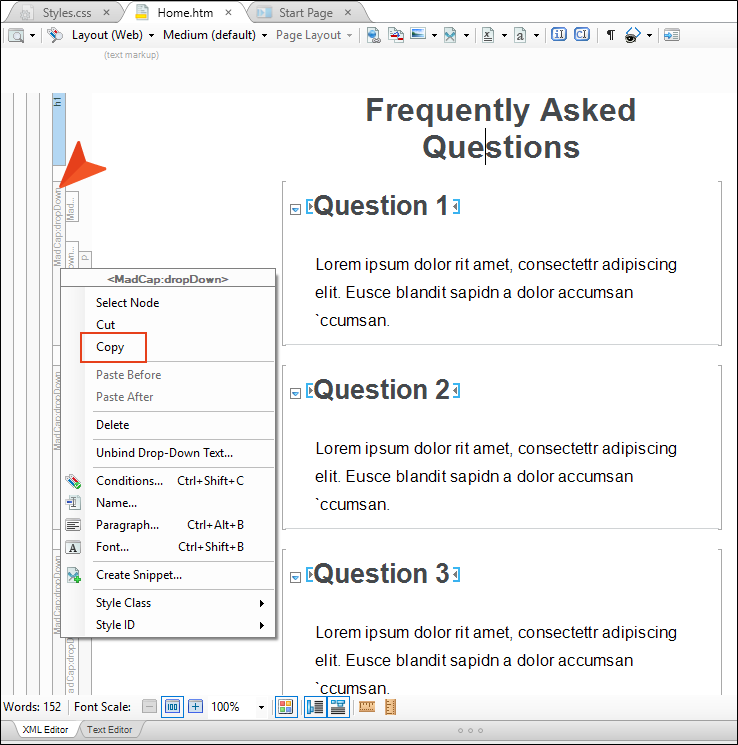 Styles.css
Home.htm
Start Page
Layout (Web)
Medium (default)
Page Layout
(text markup)
h1
Frequently Asked
Questions
MadCap:dropDown
Mad...
own...
p
Question 1
Lorem ipsum dolor rit amet, consectettr adipiscing
elit. Eusce blandit sapidn a dolor accumsan
`ccumsan.
<MadCap:dropDown>
Select Node
Cut
Copy
Paste Before
Paste After
Delete
Unbind Drop-Down Text...
Conditions... Ctrl+Shift+C
Name...
Paragraph... Ctrl+Alt+B
Font... Ctrl+Shift+B
Create Snippet...
Style Class
Style ID
MadCap:dropDown
Question 2
Lorem ipsum dolor rit amet, consectettr adipiscing
elit. Eusce blandit sapidn a dolor accumsan
`ccumsan.
MadCap:dropDown
Question 3
Lorem ipsum dolor rit amet, consectettr adipiscing
elit. Eusce blandit sapidn a dolor accumsan
`ccumsan.
Words: 152
Font Scale:
100
100%
XML Editor
Text Editor